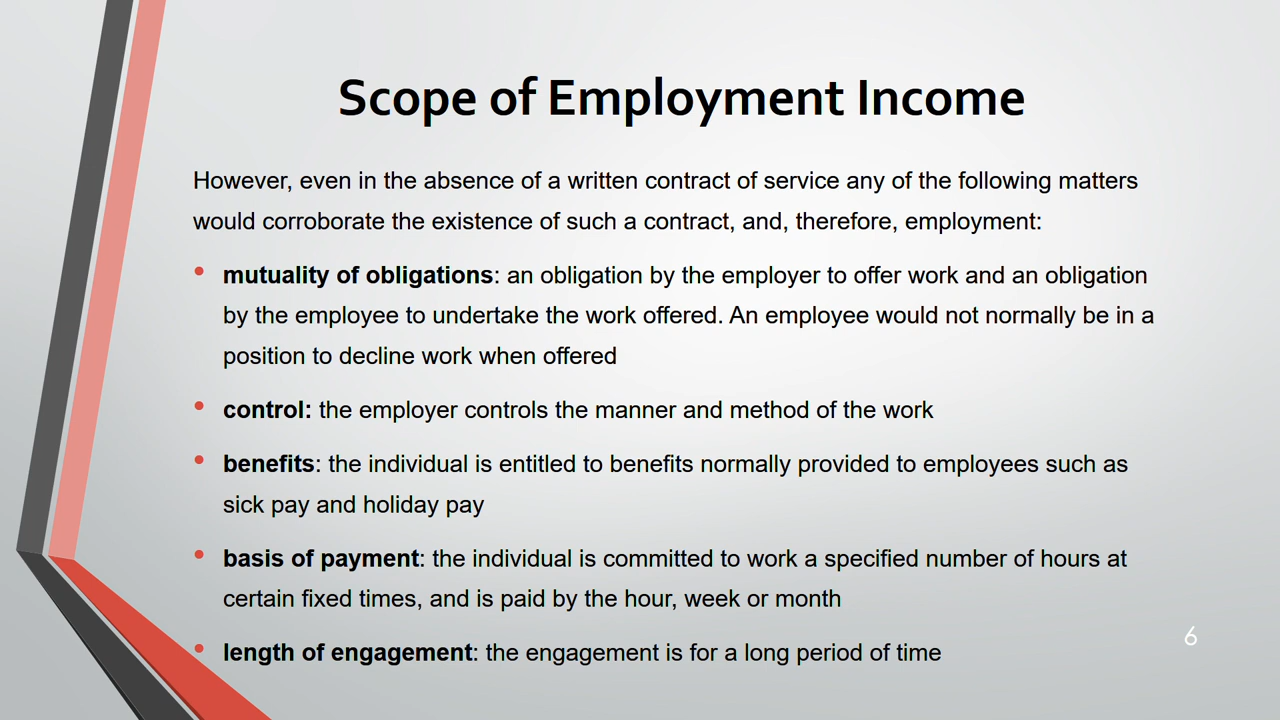 Scope of Employment Income
However, even in the absence of a written contract of service any of the following matters
would corroborate the existence of such a contract, and, therefore, employment:
• mutuality of obligations: an obligation by the employer to offer work and an obligation
by the employee to undertake the work offered. An employee would not normally be in a
position to decline work when offered
• control: the employer controls the manner and method of the work
• benefits: the individual is entitled to benefits normally provided to employees such as
sick pay and holiday pay
• basis of payment: the individual is committed to work a specified number of hours at
certain fixed times, and is paid by the hour, week or month
• length of engagement: the engagement is for a long period of time
6